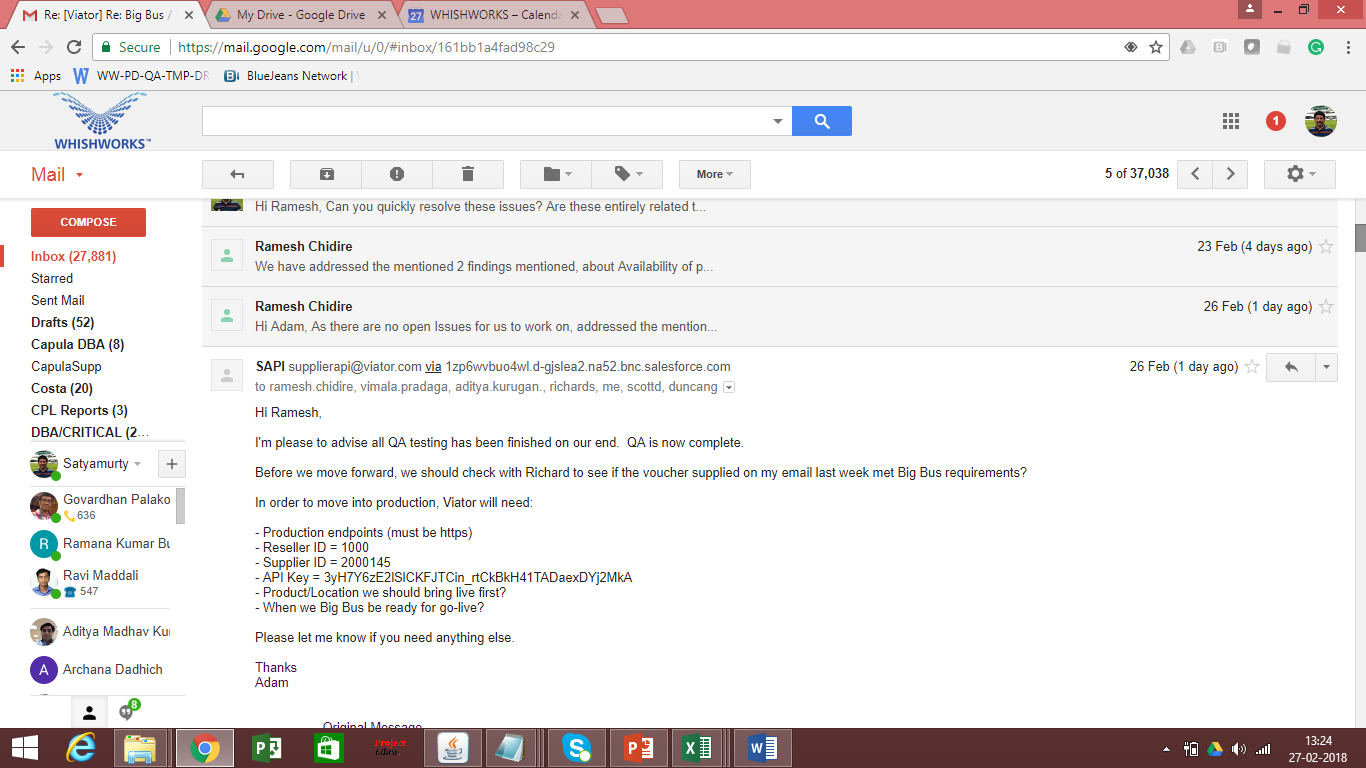 Re: [Viator] Re: Big Bus /
My Drive - Google Drive
27 WHISHWORKS – Calenda
Secure https://mail.google.com/mail/u/0/#inbox/161bb1a4fad98c29
Apps WW-PD-QA-TMP-DR BlueJeans Network |
WHISHWORKS™
1
Mail
More
5 of 37,038
COMPOSE
Inbox (27,881)
Starred
Sent Mail
Drafts (52)
Capula DBA (8)
CapulaSupp
Costa (20)
CPL Reports (3)
DBA/CRITICAL (2...
Satyamurty
Govardhan Palako
636
R Ramana Kumar Bu
Ravi Maddali
547
Aditya Madhav Ku
A Archana Dadhich
8
Hi Ramesh, Can you quickly resolve these issues? Are these entirely related t...
Ramesh Chidire 23 Feb (4 days ago)
We have addressed the mentioned 2 findings mentioned, about Availability of p...
Ramesh Chidire 26 Feb (1 day ago)
Hi Adam, As there are no open Issues for us to work on, addressed the mention...
SAPI supplierapi@viator.com via 1zp6wvbuo4wl.d-gjslea2.na52.bnc.salesforce.com 26 Feb (1 day ago)
to ramesh.chidire, vimala.pradaga, aditya.kurugan., richards, me, scottd, duncang
Hi Ramesh,
I'm please to advise all QA testing has been finished on our end.  QA is now complete.
Before we move forward, we should check with Richard to see if the voucher supplied on my email last week met Big Bus requirements?
In order to move into production, Viator will need:
- Production endpoints (must be https)
- Reseller ID = 1000
- Supplier ID = 2000145
- API Key = 3yH7Y6zE2ISlCKFJTCin_rtCkBkH41TADaexDYj2MkA
- Product/Location we should bring live first?
- When we Big Bus be ready for go-live?
Please let me know if you need anything else.
Thanks
Adam
Original Message
Project
Libre
13:24
27-02-2018